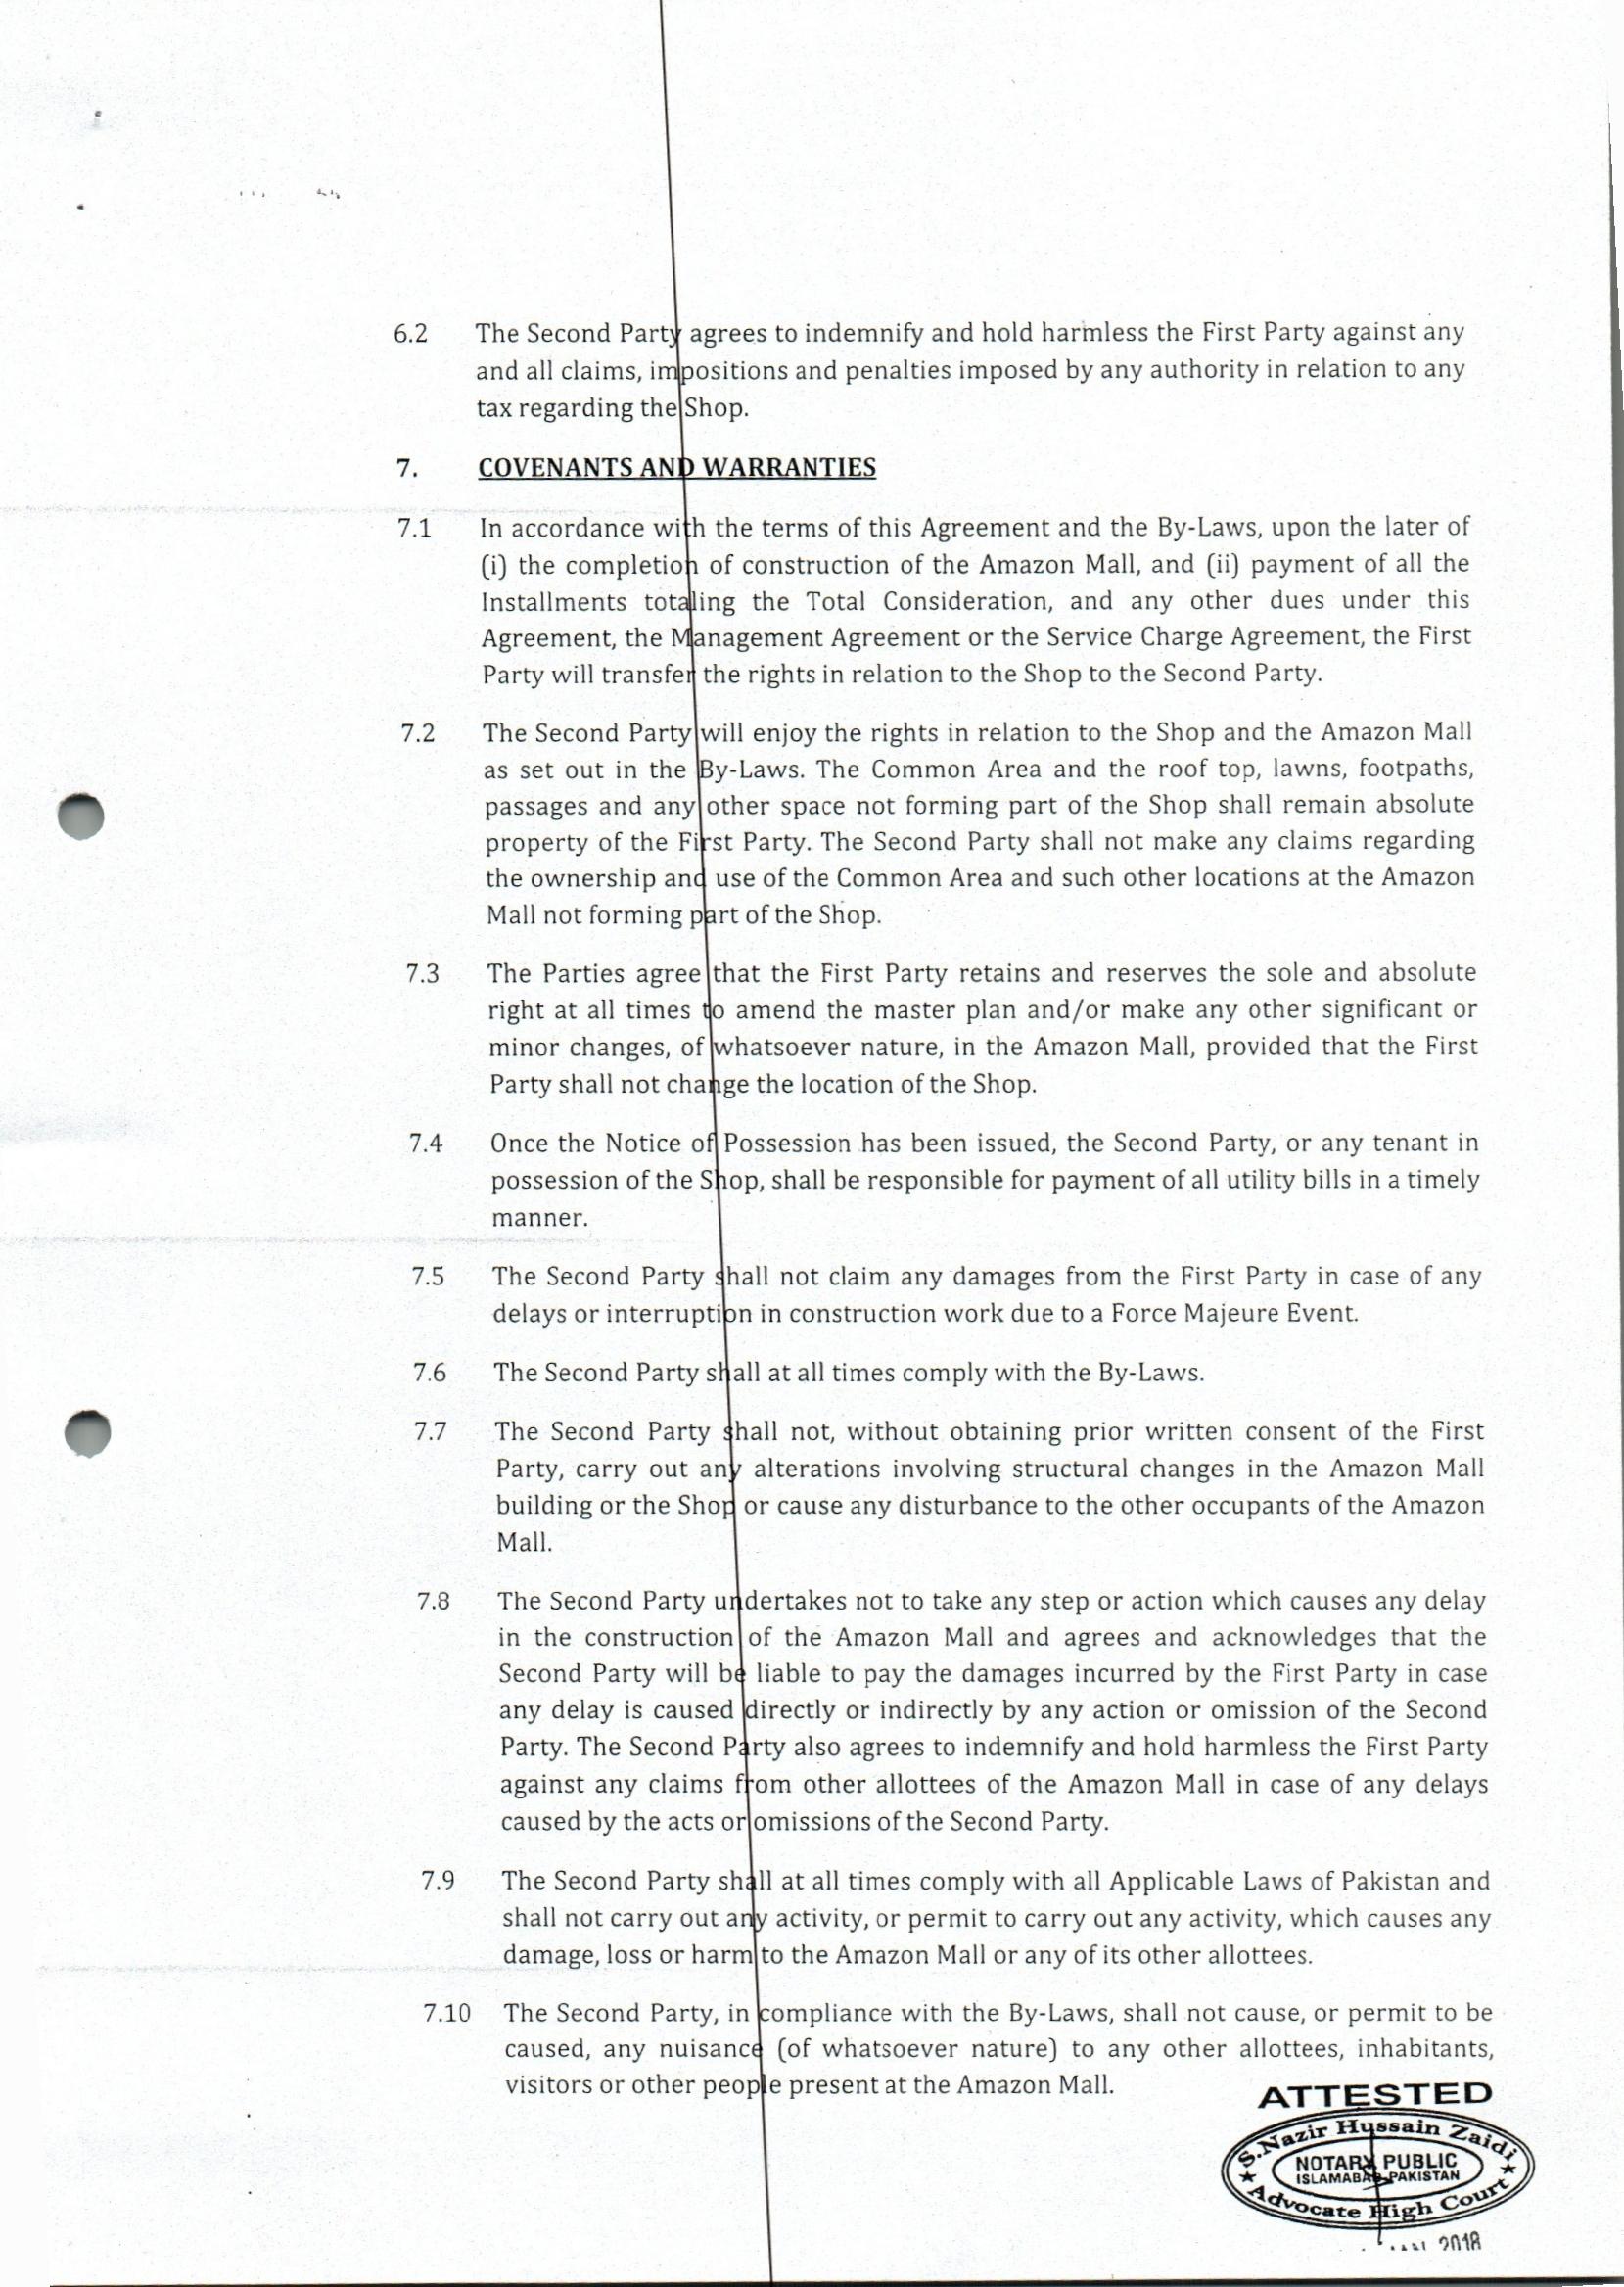 6.2 The Second Party agrees to indemnify and hold harmless the First Party against any
and all claims, impositions and penalties imposed by any authority in relation to any
tax regarding the Shop.
7. COVENANTS AND WARRANTIES
7.1 In accordance with the terms of this Agreement and the By-Laws, upon the later of
(i) the completion of construction of the Amazon Mall, and (ii) payment of all the
Installments totaling the Total Consideration, and any other dues under this
Agreement, the Management Agreement or the Service Charge Agreement, the First
Party will transfer the rights in relation to the Shop to the Second Party.
7.2 The Second Party will enjoy the rights in relation to the Shop and the Amazon Mall
as set out in the By-Laws. The Common Area and the roof top, lawns, footpaths,
passages and any other space not forming part of the Shop shall remain absolute
property of the First Party. The Second Party shall not make any claims regarding
the ownership and use of the Common Area and such other locations at the Amazon
Mall not forming part of the Shop.
7.3 The Parties agree that the First Party retains and reserves the sole and absolute
right at all times to amend the master plan and/or make any other significant or
minor changes, of whatsoever nature, in the Amazon Mall, provided that the First
Party shall not change the location of the Shop.
7.4 Once the Notice of Possession has been issued, the Second Party, or any tenant in
possession of the Shop, shall be responsible for payment of all utility bills in a timely
manner.
7.5 The Second Party shall not claim any damages from the First Party in case of any
delays or interruption in construction work due to a Force Majeure Event.
7.6 The Second Party shall at all times comply with the By-Laws.
7.7 The Second Party shall not, without obtaining prior written consent of the First
Party, carry out any alterations involving structural changes in the Amazon Mall
building or the Shop or cause any disturbance to the other occupants of the Amazon
Mall.
7.8 The Second Party undertakes not to take any step or action which causes any delay
in the construction of the Amazon Mall and agrees and acknowledges that the
Second Party will be liable to pay the damages incurred by the First Party in case
any delay is caused directly or indirectly by any action or omission of the Second
Party. The Second Party also agrees to indemnify and hold harmless the First Party
against any claims from other allottees of the Amazon Mall in case of any delays
caused by the acts or omissions of the Second Party.
7.9 The Second Party shall at all times comply with all Applicable Laws of Pakistan and
shall not carry out any activity, or permit to carry out any activity, which causes any
damage, loss or harm to the Amazon Mall or any of its other allottees.
7.10 The Second Party, in compliance with the By-Laws, shall not cause, or permit to be
caused, any nuisance (of whatsoever nature) to any other allottees, inhabitants,
visitors or other people present at the Amazon Mall.
ATTESTED
S.Nazir Hussain Zaidi
NOTARY PUBLIC
ISLAMABAD-PAKISTAN
Advocate High Court
2018